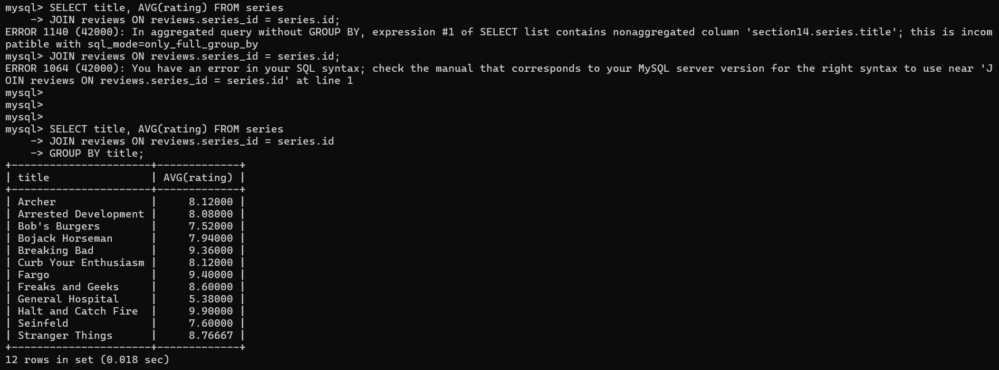 mysql> SELECT title, AVG(rating) FROM series
    -> JOIN reviews ON reviews.series_id = series.id;
ERROR 1140 (42000): In aggregated query without GROUP BY, expression #1 of SELECT list contains nonaggregated column 'section14.series.title'; this is incom
patible with sql_mode=only_full_group_by
mysql> JOIN reviews ON reviews.series_id = series.id;
ERROR 1064 (42000): You have an error in your SQL syntax; check the manual that corresponds to your MySQL server version for the right syntax to use near 'J
OIN reviews ON reviews.series_id = series.id' at line 1
mysql>
mysql>
mysql>
mysql> SELECT title, AVG(rating) FROM series
    -> JOIN reviews ON reviews.series_id = series.id
    -> GROUP BY title;
+----------------------+-------------+
| title                | AVG(rating) |
+----------------------+-------------+
| Archer               |     8.12000 |
| Arrested Development |     8.08000 |
| Bob's Burgers        |     7.52000 |
| Bojack Horseman      |     7.94000 |
| Breaking Bad         |     9.36000 |
| Curb Your Enthusiasm |     8.12000 |
| Fargo                |     9.40000 |
| Freaks and Geeks     |     8.60000 |
| General Hospital     |     5.38000 |
| Halt and Catch Fire  |     9.90000 |
| Seinfeld             |     7.60000 |
| Stranger Things      |     8.76667 |
+----------------------+-------------+
12 rows in set (0.018 sec)